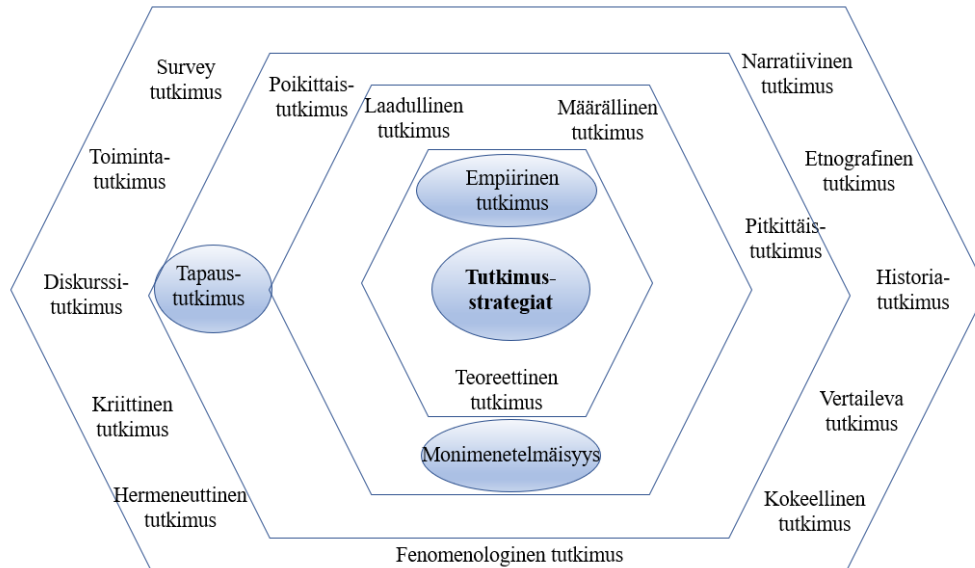 Survey
tutkimus
Poikittais-
tutkimus
Narratiivinen
tutkimus
Laadullinen
tutkimus
Määrällinen
tutkimus
Toiminta-
tutkimus
Empiirinen
tutkimus
Etnografinen
tutkimus
Pitkittäis-
tutkimus
Diskurssi-
tutkimus
Tapaus-
tutkimus
Tutkimus-
strategiat
Historia-
tutkimus
Teoreettinen
tutkimus
Kriittinen
tutkimus
Vertaileva
tutkimus
Monimenetelmäisyys
Hermeneuttinen
tutkimus
Kokeellinen
tutkimus
Fenomenologinen tutkimus